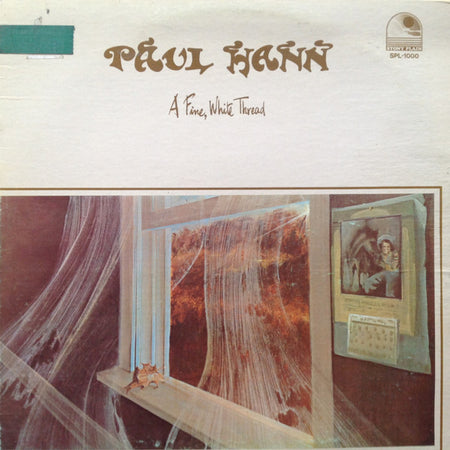 PAUL HANN
STONY PLAIN
SPL-1000
A Fine, White Thread